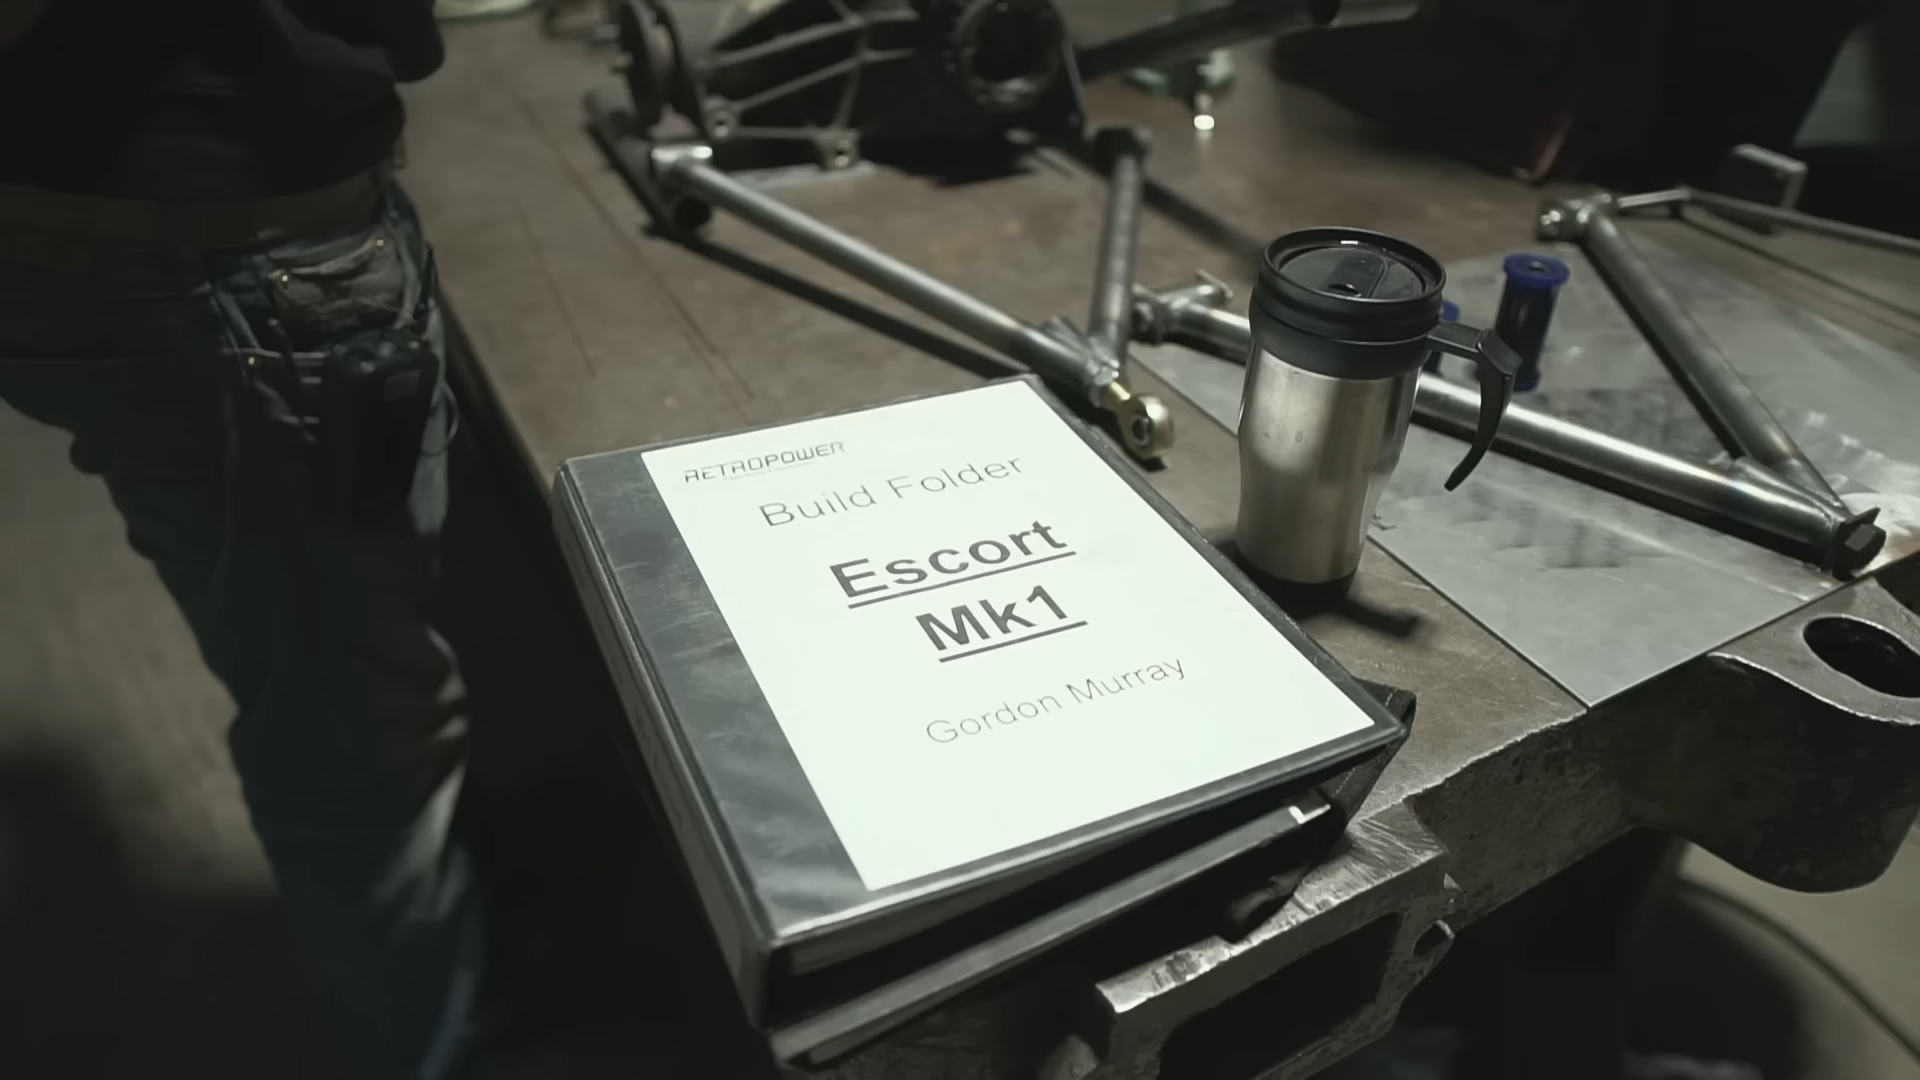 RETROPOWER
Build Folder
Escort
Mk1
Gordon Murray